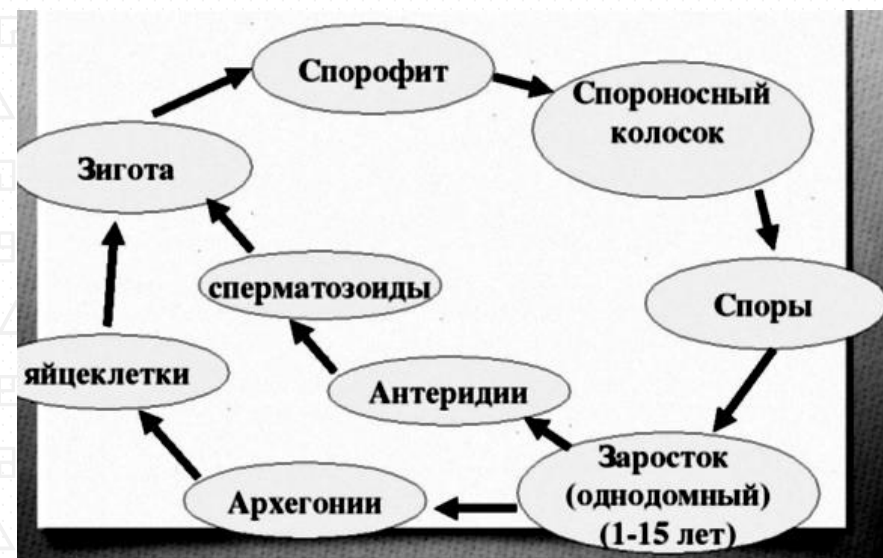 Спорофит
Спороносный
колосок
Зигота
сперматозоиды
Споры
яйцеклетки
Антеридии
Заросток
(однодомный)
(1-15 лет)
Архегонии